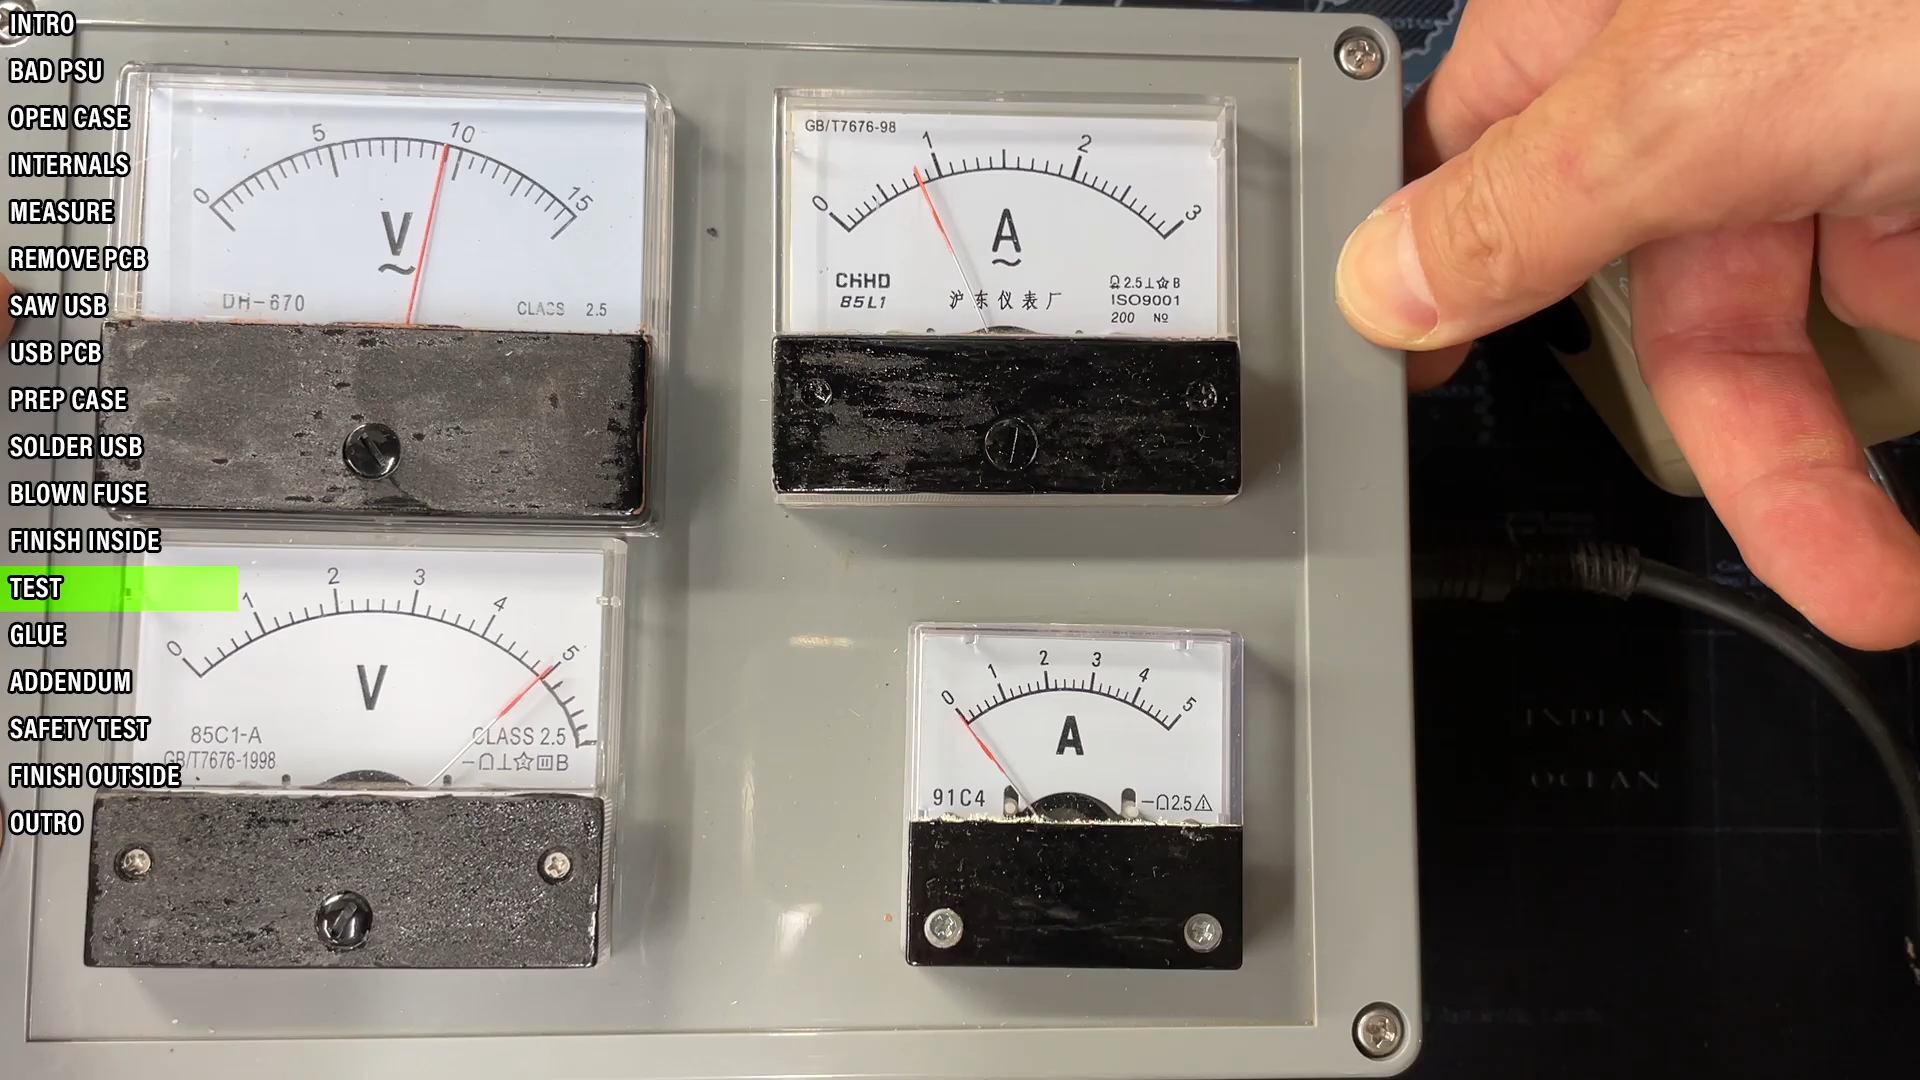 INTRO
BAD PSU
OPEN CASE
INTERNALS
MEASURE
REMOVE PCB
SAW USB
USB PCB
PREP CASE
SOLDER USB
BLOWN FUSE
FINISH INSIDE
TEST
GLUE
ADDENDUM
SAFETY TEST
FINISH OUTSIDE
OUTRO
0 5 10 15
V
DH-670 CLASS 2.5
GB/T7676-98
0 1 2 3
A
CHHD
85L1
沪东仪表厂
2.5 B
ISO9001
200 №
0 1 2 3 4 5
V
85C1-A CLASS 2.5
GB/T7676-1998 B
0 1 2 3 4 5
A
91C4 2.5
INDIAN
OCEAN